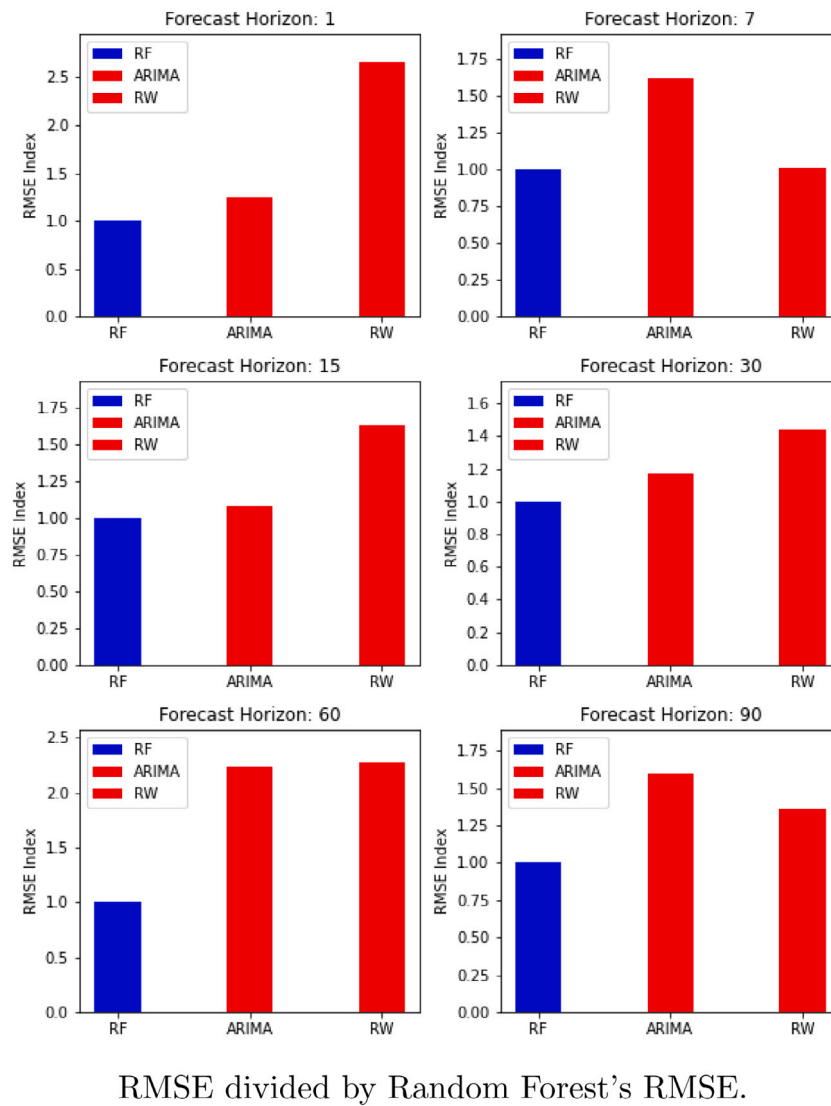 Forecast Horizon: 1
RF
ARIMA
RW
RMSE Index
2.5
2.0
1.5
1.0
0.5
0.0
RF ARIMA RW
Forecast Horizon: 7
RF
ARIMA
RW
RMSE Index
1.75
1.50
1.25
1.00
0.75
0.50
0.25
0.00
RF ARIMA RW
Forecast Horizon: 15
RF
ARIMA
RW
RMSE Index
1.75
1.50
1.25
1.00
0.75
0.50
0.25
0.00
RF ARIMA RW
Forecast Horizon: 30
RF
ARIMA
RW
RMSE Index
1.6
1.4
1.2
1.0
0.8
0.6
0.4
0.2
0.0
RF ARIMA RW
Forecast Horizon: 60
RF
ARIMA
RW
RMSE Index
2.5
2.0
1.5
1.0
0.5
0.0
RF ARIMA RW
Forecast Horizon: 90
RF
ARIMA
RW
RMSE Index
1.75
1.50
1.25
1.00
0.75
0.50
0.25
0.00
RF ARIMA RW
RMSE divided by Random Forest's RMSE.